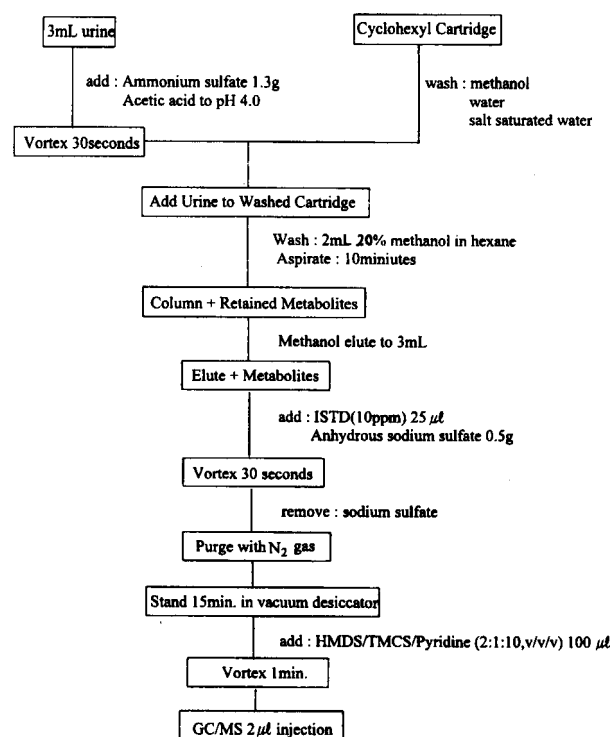 3mL urine
Cyclohexyl Cartridge
add : Ammonium sulfate 1.3g
Acetic acid to pH 4.0
wash : methanol
water
salt saturated water
Vortex 30seconds
Add Urine to Washed Cartridge
Wash : 2mL 20% methanol in hexane
Aspirate : 10miniutes
Column + Retained Metabolites
Methanol elute to 3mL
Elute + Metabolites
add : ISTD(10ppm) 25 μℓ
Anhydrous sodium sulfate 0.5g
Vortex 30 seconds
remove : sodium sulfate
Purge with N₂ gas
Stand 15min. in vacuum desiccator
add : HMDS/TMCS/Pyridine (2:1:10,v/v/v) 100 μℓ
Vortex 1min.
GC/MS 2μℓ injection